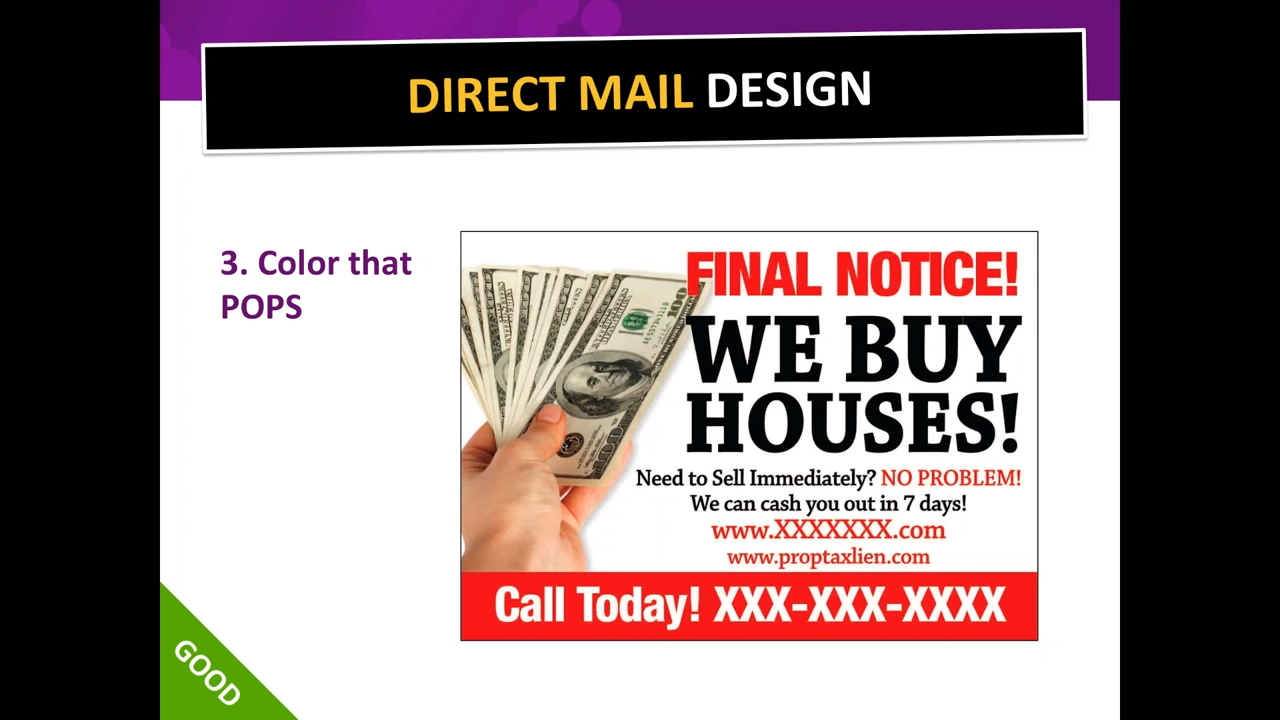 DIRECT MAIL DESIGN
3. Color that
POPS
FINAL NOTICE!
WE BUY
HOUSES!
Need to Sell Immediately? NO PROBLEM!
We can cash you out in 7 days!
www.XXXXXXX.com
www.proptaxlien.com
Call Today! XXX-XXX-XXXX
GOOD
100